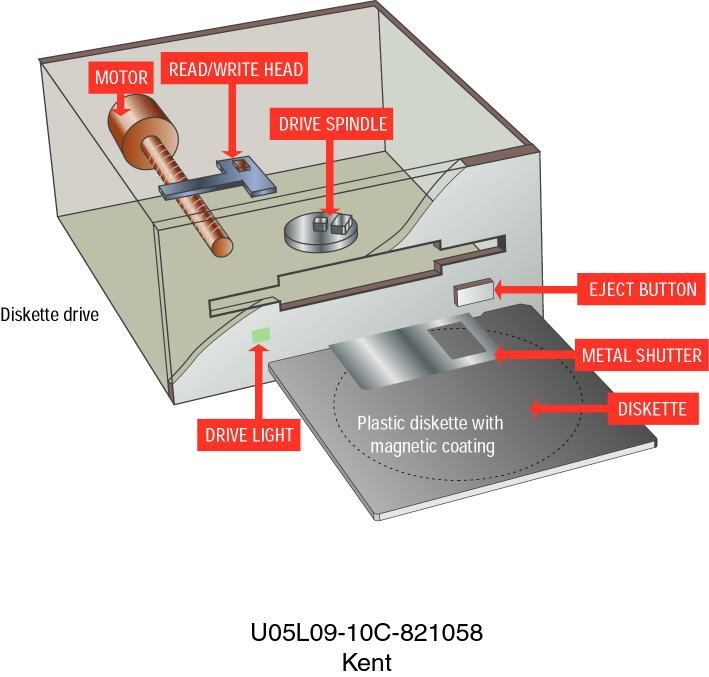 MOTOR
READ/WRITE HEAD
DRIVE SPINDLE
EJECT BUTTON
Diskette drive
METAL SHUTTER
DISKETTE
DRIVE LIGHT
Plastic diskette with
magnetic coating
U05L09-10C-821058
Kent